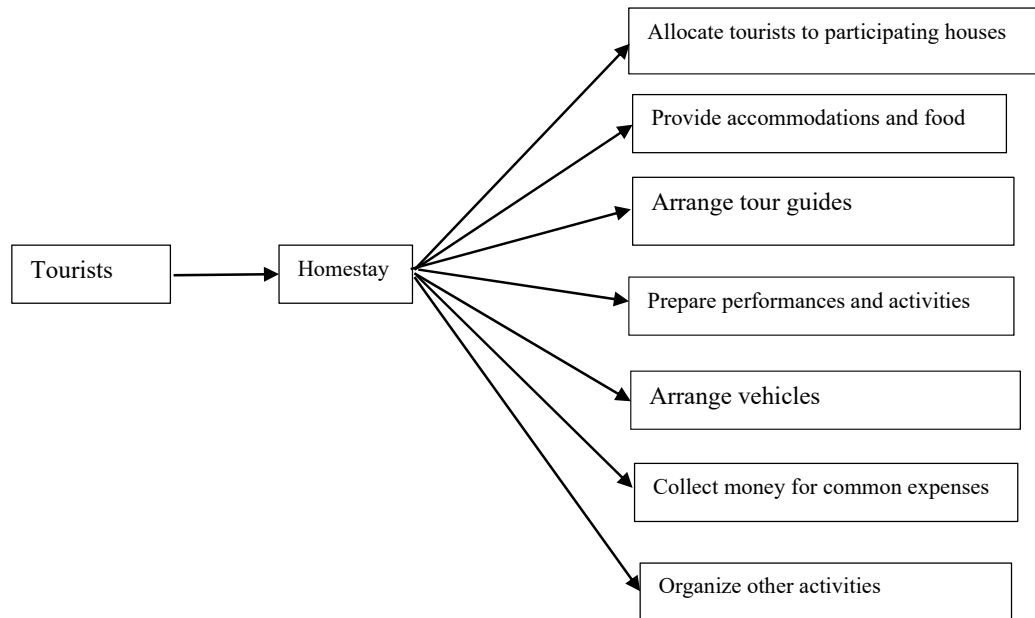 Tourists
Homestay
Allocate tourists to participating houses
Provide accommodations and food
Arrange tour guides
Prepare performances and activities
Arrange vehicles
Collect money for common expenses
Organize other activities